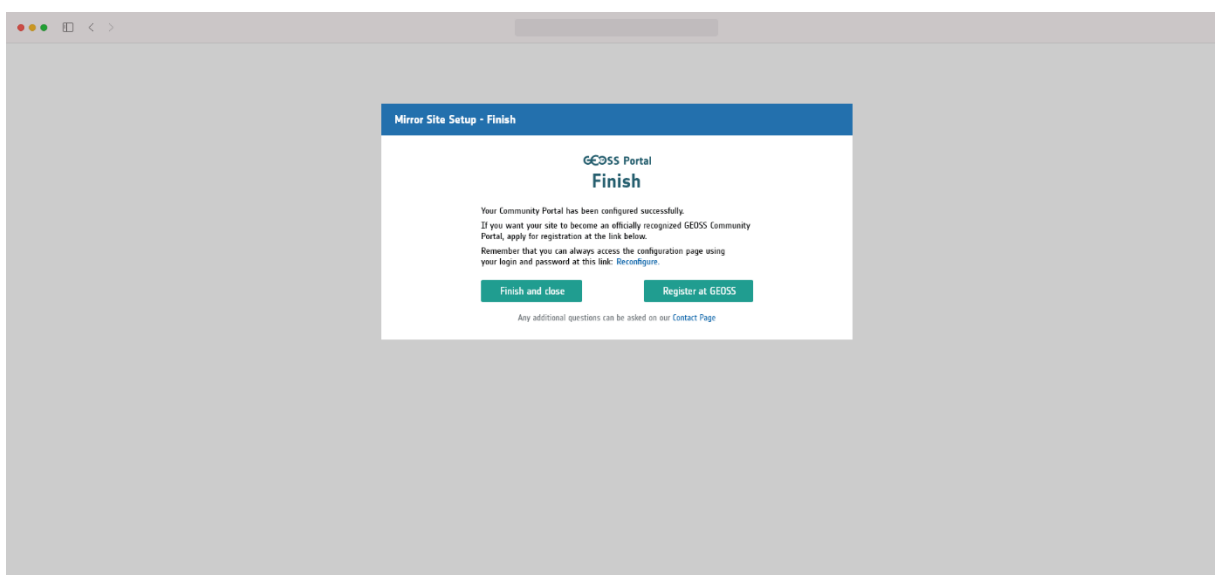 Mirror Site Setup - Finish
GEOSS Portal
Finish
Your Community Portal has been configured successfully.
If you want your site to become an officially recognized GEOSS Community
Portal, apply for registration at the link below.
Remember that you can always access the configuration page using
your login and password at this link: Reconfigure.
Finish and close
Register at GEOSS
Any additional questions can be asked on our Contact Page